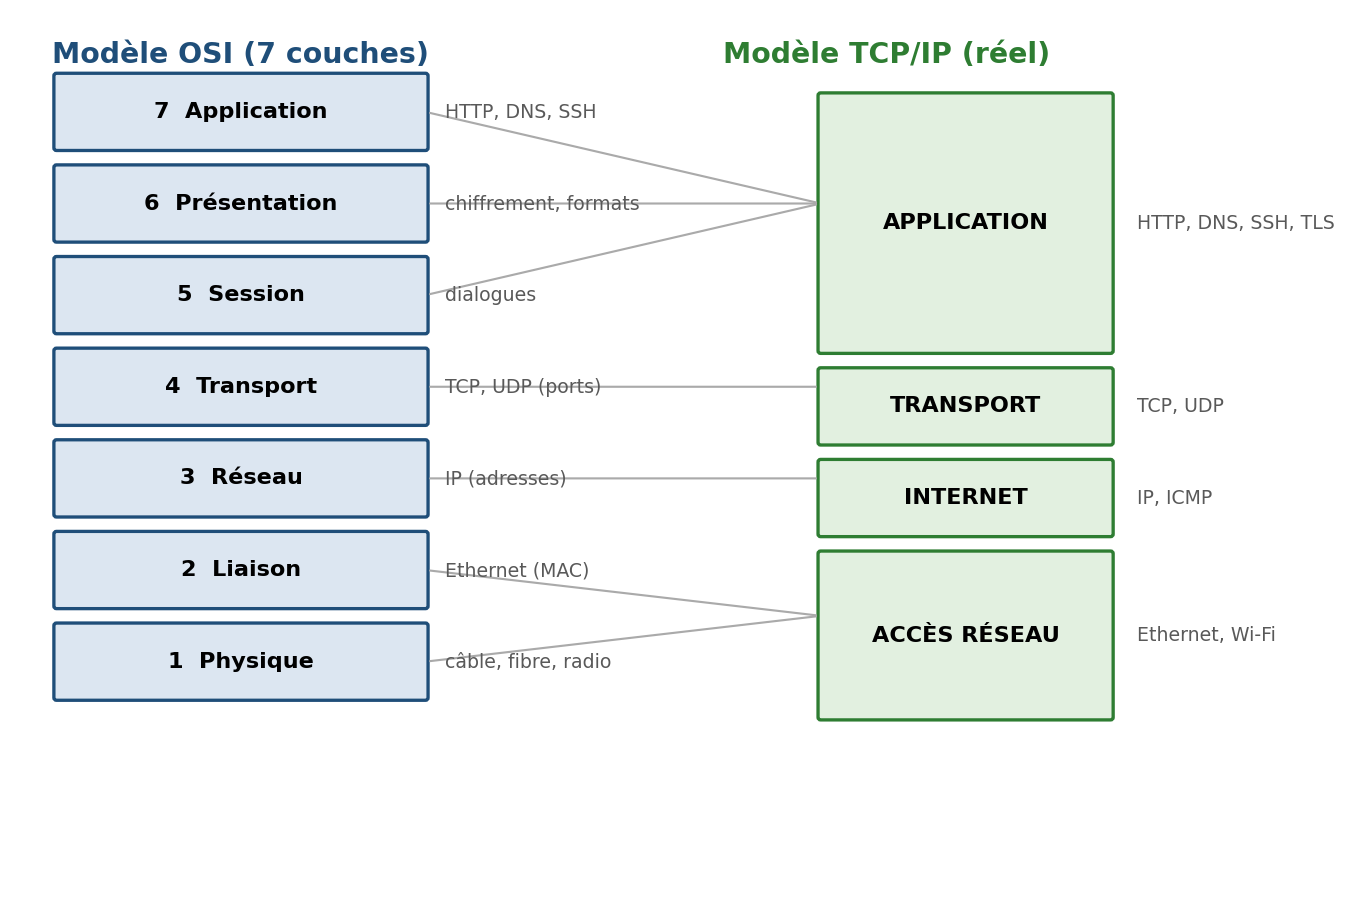 Modèle OSI (7 couches)
7 Application
HTTP, DNS, SSH
6 Présentation
chiffrement, formats
5 Session
dialogues
4 Transport
TCP, UDP (ports)
3 Réseau
IP (adresses)
2 Liaison
Ethernet (MAC)
1 Physique
câble, fibre, radio
Modèle TCP/IP (réel)
APPLICATION
HTTP, DNS, SSH, TLS
TRANSPORT
TCP, UDP
INTERNET
IP, ICMP
ACCÈS RÉSEAU
Ethernet, Wi-Fi